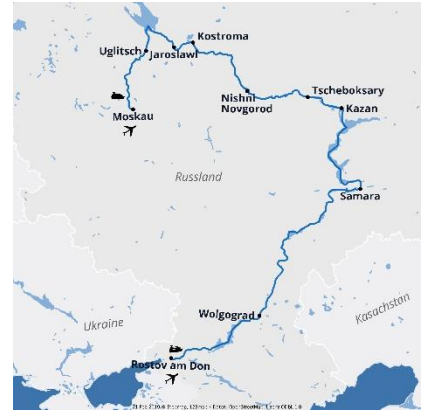 Kostroma
Uglitsch
Jaroslawl
Tscheboksary
Nishni
Novgorod
Kazan
Moskau
Russland
Samara
Kasachstan
Wolgograd
Ukraine
Rostov am Don